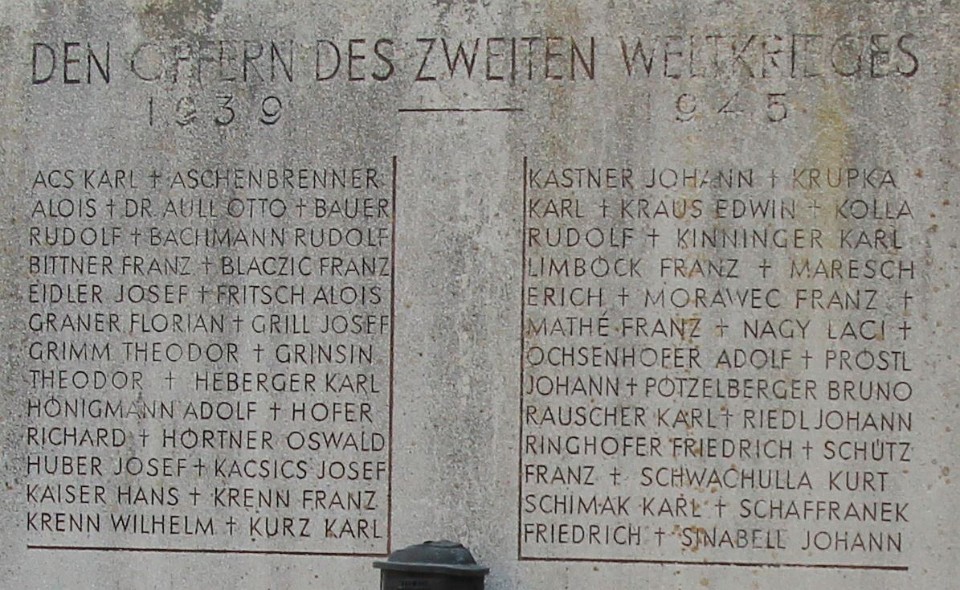 DEN OPFERN DES ZWEITEN WELTKRIEGES
1939 — 1945
ACS KARL † ASCHENBRENNER
ALOIS † DR. AULL OTTO † BAUER
RUDOLF † BACHMANN RUDOLF
BITTNER FRANZ † BLACZIC FRANZ
EIDLER JOSEF † FRITSCH ALOIS
GRANER FLORIAN † GRILL JOSEF
GRIMM THEODOR † GRINSIN
THEODOR † HEBERGER KARL
HÖNIGMANN ADOLF † HOFER
RICHARD † HÖRTNER OSWALD
HUBER JOSEF † KACSICS JOSEF
KAISER HANS † KRENN FRANZ
KRENN WILHELM † KURZ KARL
KASTNER JOHANN † KRUPKA
KARL † KRAUS EDWIN † KOLLA
RUDOLF † KINNINGER KARL
LIMBÖCK FRANZ † MARESCH
ERICH † MORAWEC FRANZ †
MATHÉ FRANZ † NAGY LACI †
OCHSENHOFER ADOLF † PRÖSTL
JOHANN † PÖTZELBERGER BRUNO
RAUSCHER KARL † RIEDL JOHANN
RINGHOFER FRIEDRICH † SCHÜTZ
FRANZ † SCHWACHULLA KURT
SCHIMAK KARL † SCHAFFRANEK
FRIEDRICH † SINABELL JOHANN